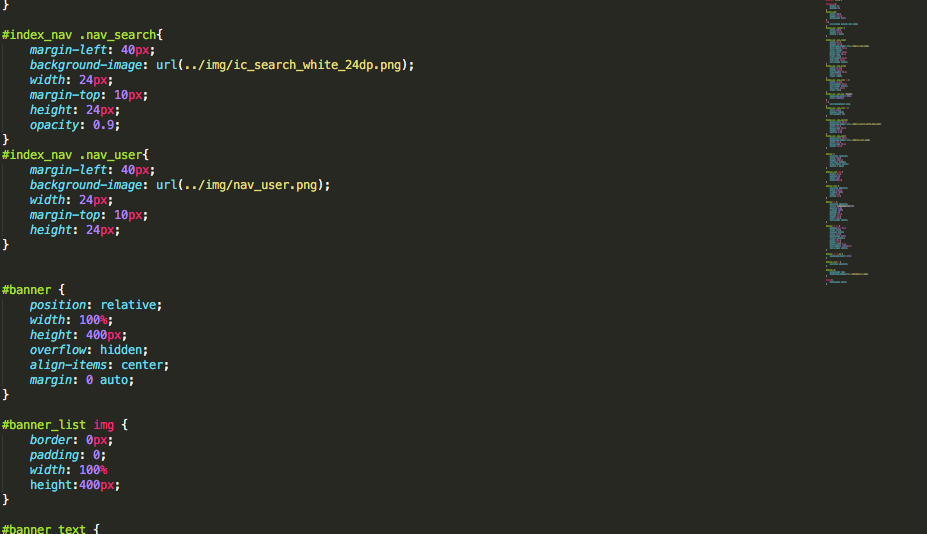 }
#index_nav .nav_search{
margin-left: 40px;
background-image: url(../img/ic_search_white_24dp.png);
width: 24px;
margin-top: 10px;
height: 24px;
opacity: 0.9;
}
#index_nav .nav_user{
margin-left: 40px;
background-image: url(../img/nav_user.png);
width: 24px;
margin-top: 10px;
height: 24px;
}
#banner {
position: relative;
width: 100%;
height: 400px;
overflow: hidden;
align-items: center;
margin: 0 auto;
}
#banner_list img {
border: 0px;
padding: 0;
width: 100%
height:400px;
}
#banner_text {